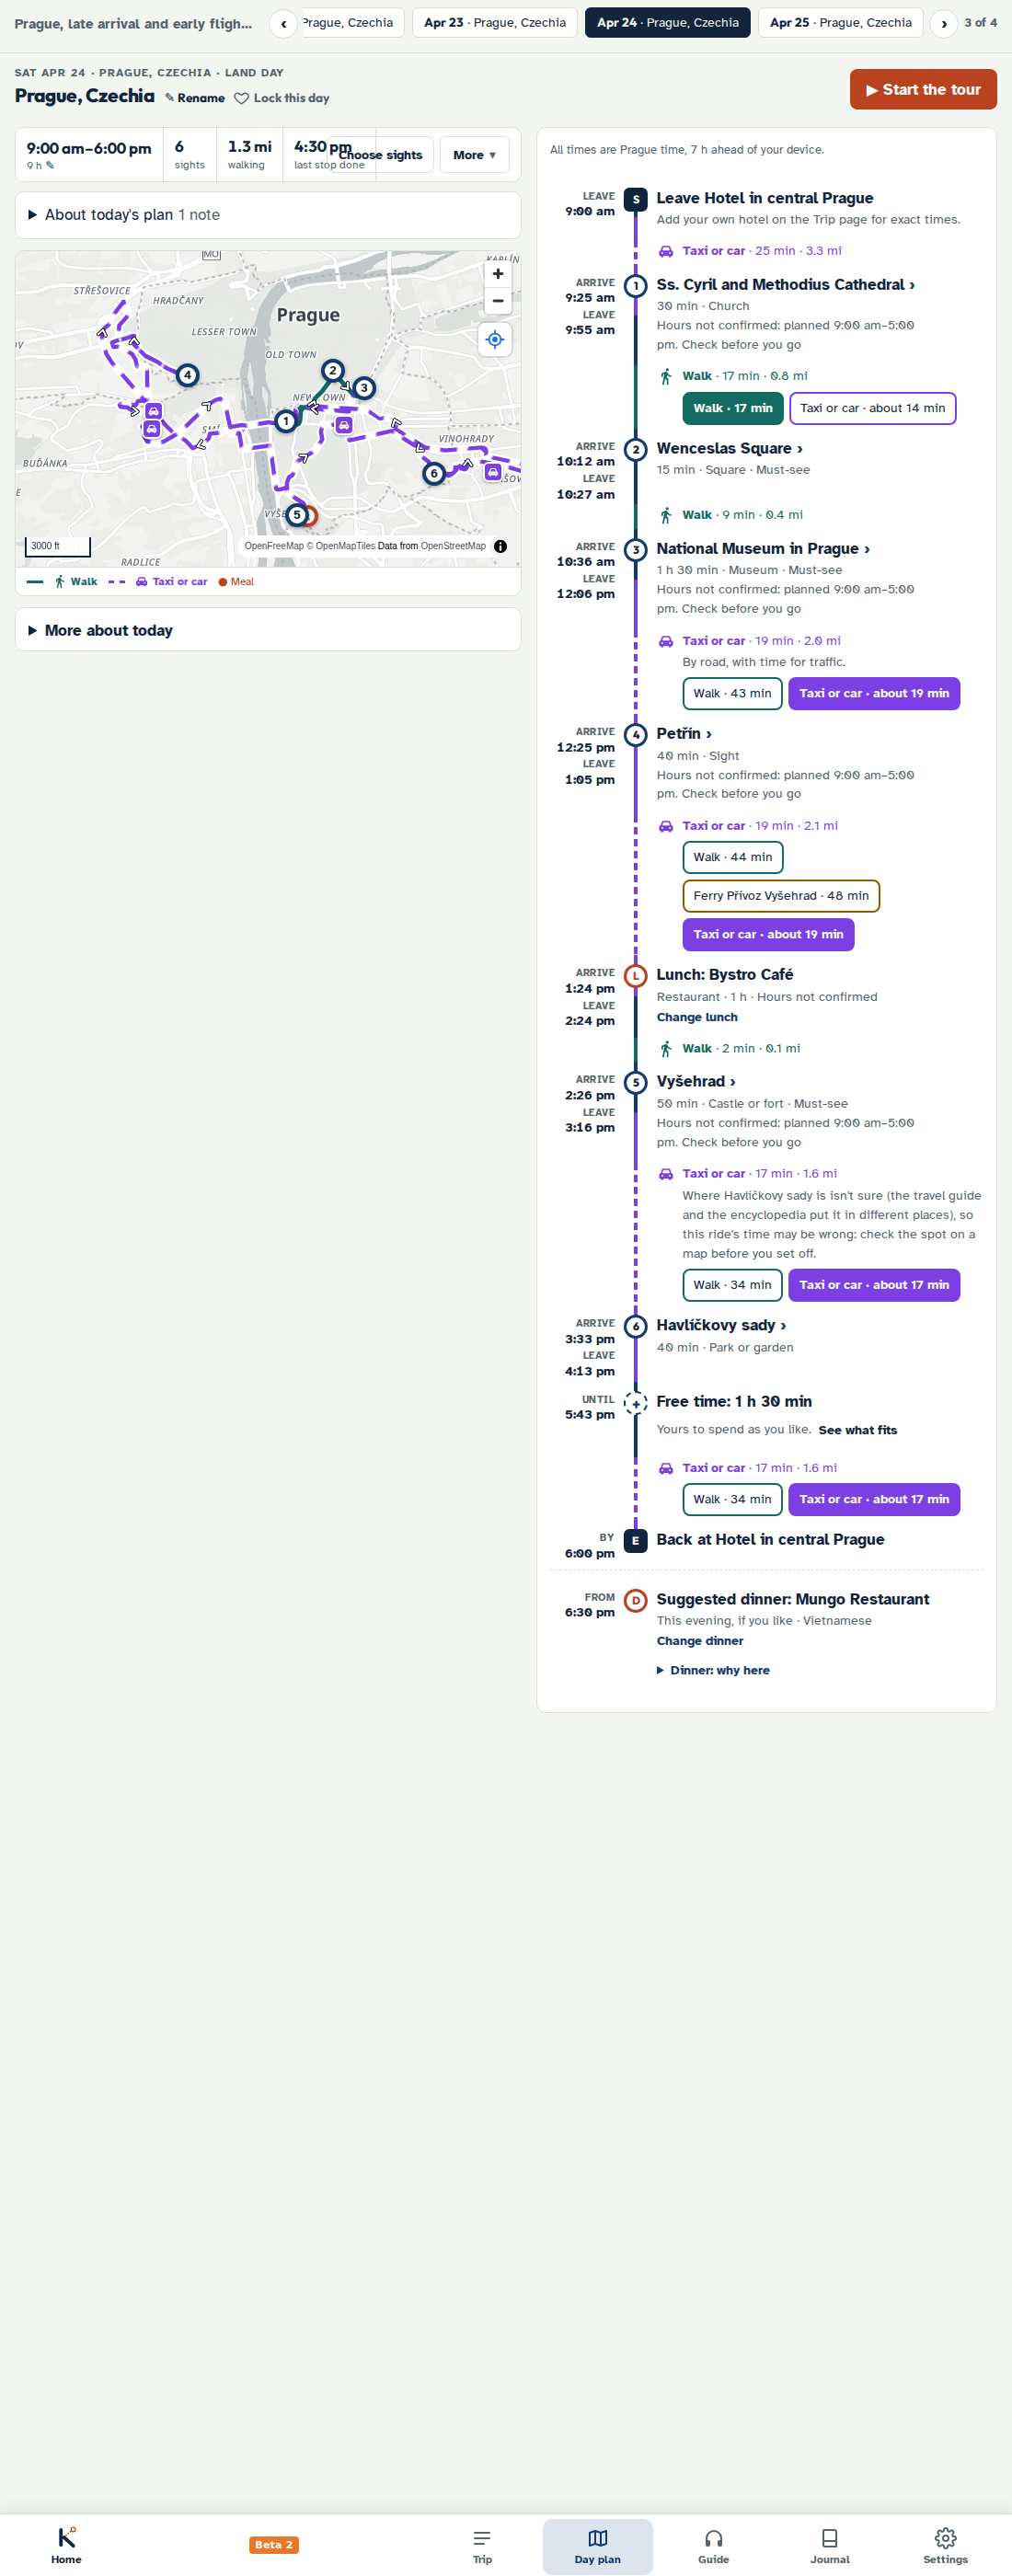 Prague, late arrival and early fligh...
‹
Prague, Czechia
Apr 23 · Prague, Czechia
Apr 24 · Prague, Czechia
Apr 25 · Prague, Czechia
›
3 of 4
SAT APR 24 · PRAGUE, CZECHIA · LAND DAY
Prague, Czechia ✎ Rename Lock this day
▶ Start the tour
9:00 am–6:00 pm
9 h ✎
6
sights
1.3 mi
walking
4:30 pm
last stop done
Choose sights
More ▼
▶ About today's plan 1 note
STŘEŠOVICE
HRADČANY
Prague
LESSER TOWN
OLD TOWN
NEW TOWN
VINOHRADY
BUĎÁNKA
RADLICE
1
2
3
4
5
6
+
−
3000 ft
OpenFreeMap © OpenMapTiles Data from OpenStreetMap
Walk
Taxi or car
Meal
▶ More about today
All times are Prague time, 7 h ahead of your device.
LEAVE
9:00 am
S
Leave Hotel in central Prague
Add your own hotel on the Trip page for exact times.
Taxi or car · 25 min · 3.3 mi
ARRIVE
9:25 am
LEAVE
9:55 am
1
Ss. Cyril and Methodius Cathedral ›
30 min · Church
Hours not confirmed: planned 9:00 am–5:00
pm. Check before you go
Walk · 17 min · 0.8 mi
Walk · 17 min
Taxi or car · about 14 min
ARRIVE
10:12 am
LEAVE
10:27 am
2
Wenceslas Square ›
15 min · Square · Must-see
Walk · 9 min · 0.4 mi
ARRIVE
10:36 am
LEAVE
12:06 pm
3
National Museum in Prague ›
1 h 30 min · Museum · Must-see
Hours not confirmed: planned 9:00 am–5:00
pm. Check before you go
Taxi or car · 19 min · 2.0 mi
By road, with time for traffic.
Walk · 43 min
Taxi or car · about 19 min
ARRIVE
12:25 pm
LEAVE
1:05 pm
4
Petřín ›
40 min · Sight
Hours not confirmed: planned 9:00 am–5:00
pm. Check before you go
Taxi or car · 19 min · 2.1 mi
Walk · 44 min
Ferry Přívoz Vyšehrad · 48 min
Taxi or car · about 19 min
ARRIVE
1:24 pm
LEAVE
2:24 pm
L
Lunch: Bystro Café
Restaurant · 1 h · Hours not confirmed
Change lunch
Walk · 2 min · 0.1 mi
ARRIVE
2:26 pm
LEAVE
3:16 pm
5
Vyšehrad ›
50 min · Castle or fort · Must-see
Hours not confirmed: planned 9:00 am–5:00
pm. Check before you go
Taxi or car · 17 min · 1.6 mi
Where Havlíčkovy sady is isn't sure (the travel guide
and the encyclopedia put it in different places), so
this ride's time may be wrong: check the spot on a
map before you set off.
Walk · 34 min
Taxi or car · about 17 min
ARRIVE
3:33 pm
LEAVE
4:13 pm
6
Havlíčkovy sady ›
40 min · Park or garden
UNTIL
5:43 pm
+
Free time: 1 h 30 min
Yours to spend as you like. See what fits
Taxi or car · 17 min · 1.6 mi
Walk · 34 min
Taxi or car · about 17 min
BY
6:00 pm
E
Back at Hotel in central Prague
FROM
6:30 pm
D
Suggested dinner: Mungo Restaurant
This evening, if you like · Vietnamese
Change dinner
▶ Dinner: why here
Home
Beta 2
Trip
Day plan
Guide
Journal
Settings